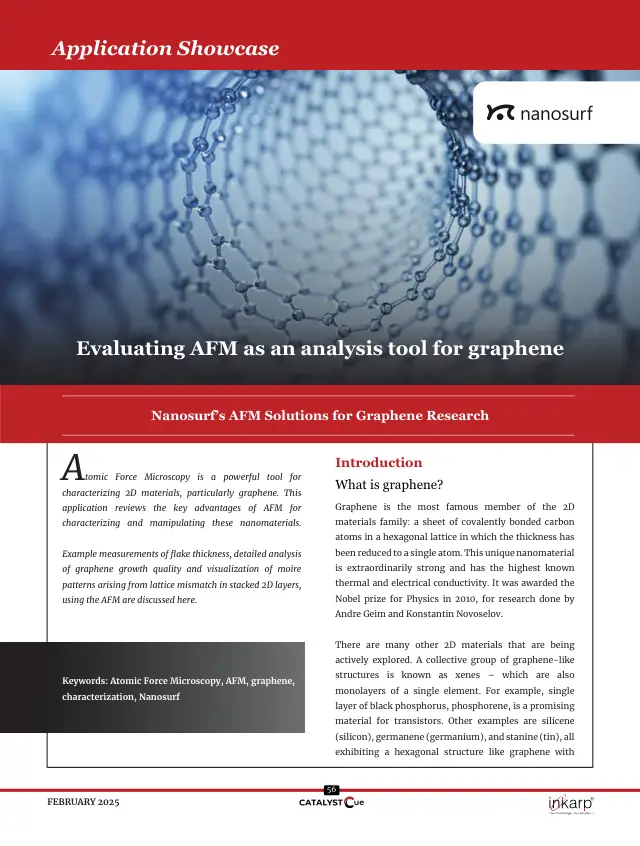 Application Showcase
nanosurf
Evaluating AFM as an analysis tool for graphene
Nanosurf's AFM Solutions for Graphene Research
Atomic Force Microscopy is a powerful tool for
characterizing 2D materials, particularly graphene. This
application reviews the key advantages of AFM for
characterizing and manipulating these nanomaterials.
Example measurements of flake thickness, detailed analysis
of graphene growth quality and visualization of moire
patterns arising from lattice mismatch in stacked 2D layers,
using the AFM are discussed here.
Keywords: Atomic Force Microscopy, AFM, graphene,
characterization, Nanosurf
Introduction
What is graphene?
Graphene is the most famous member of the 2D
materials family: a sheet of covalently bonded carbon
atoms in a hexagonal lattice in which the thickness has
been reduced to a single atom. This unique nanomaterial
is extraordinarily strong and has the highest known
thermal and electrical conductivity. It was awarded the
Nobel prize for Physics in 2010, for research done by
Andre Geim and Konstantin Novoselov.
There are many other 2D materials that are being
actively explored. A collective group of graphene-like
structures is known as xenes – which are also
monolayers of a single element. For example, single
layer of black phosphorus, phosphorene, is a promising
material for transistors. Other examples are silicene
(silicon), germanene (germanium), and stanine (tin), all
exhibiting a hexagonal structure like graphene with
FEBRUARY 2025
56
CATALYST Cue
inkarp®